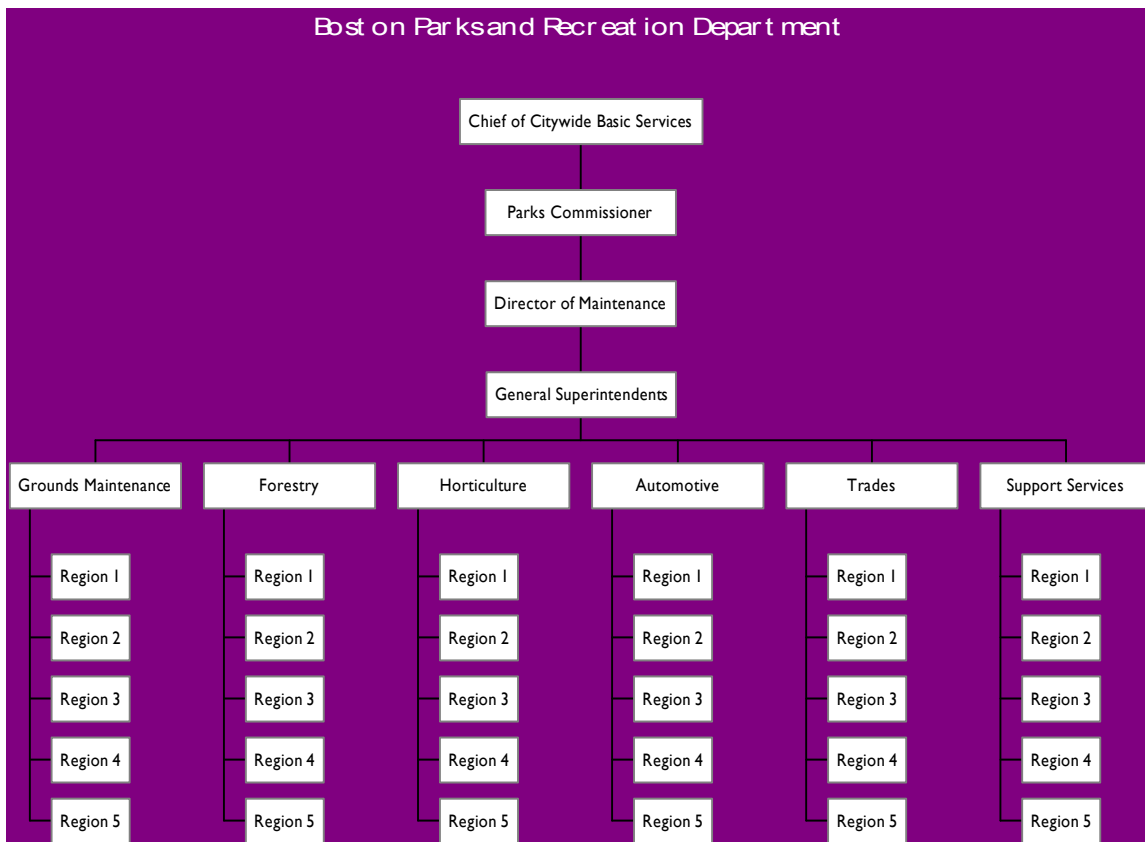 Boston Parks and Recreation Department
Chief of Citywide Basic Services
Parks Commissioner
Director of Maintenance
General Superintendents
Grounds Maintenance
Forestry
Horticulture
Automotive
Trades
Support Services
Region 1
Region 1
Region 1
Region 1
Region 1
Region 1
Region 2
Region 2
Region 2
Region 2
Region 2
Region 2
Region 3
Region 3
Region 3
Region 3
Region 3
Region 3
Region 4
Region 4
Region 4
Region 4
Region 4
Region 4
Region 5
Region 5
Region 5
Region 5
Region 5
Region 5